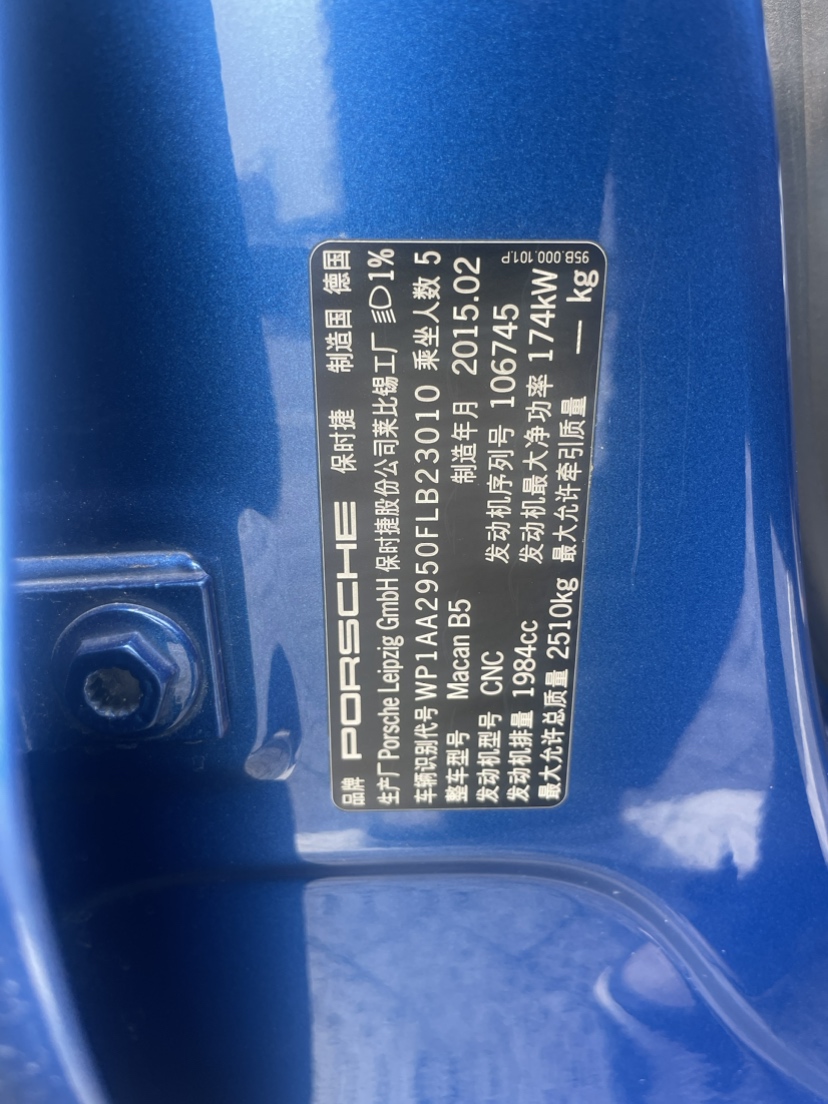 品牌 PORSCHE 保时捷 制造国 德国
生产厂 Porsche Leipzig GmbH 保时捷股份公司莱比锡工厂 1%
车辆识别代号 WP1AA2950FLB23010 乘坐人数 5
整车型号 Macan B5 制造年月 2015.02
发动机型号 CNC 发动机序列号 106745
发动机排量 1984cc 发动机最大净功率 174kW
最大允许总质量 2510kg 最大允许牵引质量 — kg
95B.000.101.P